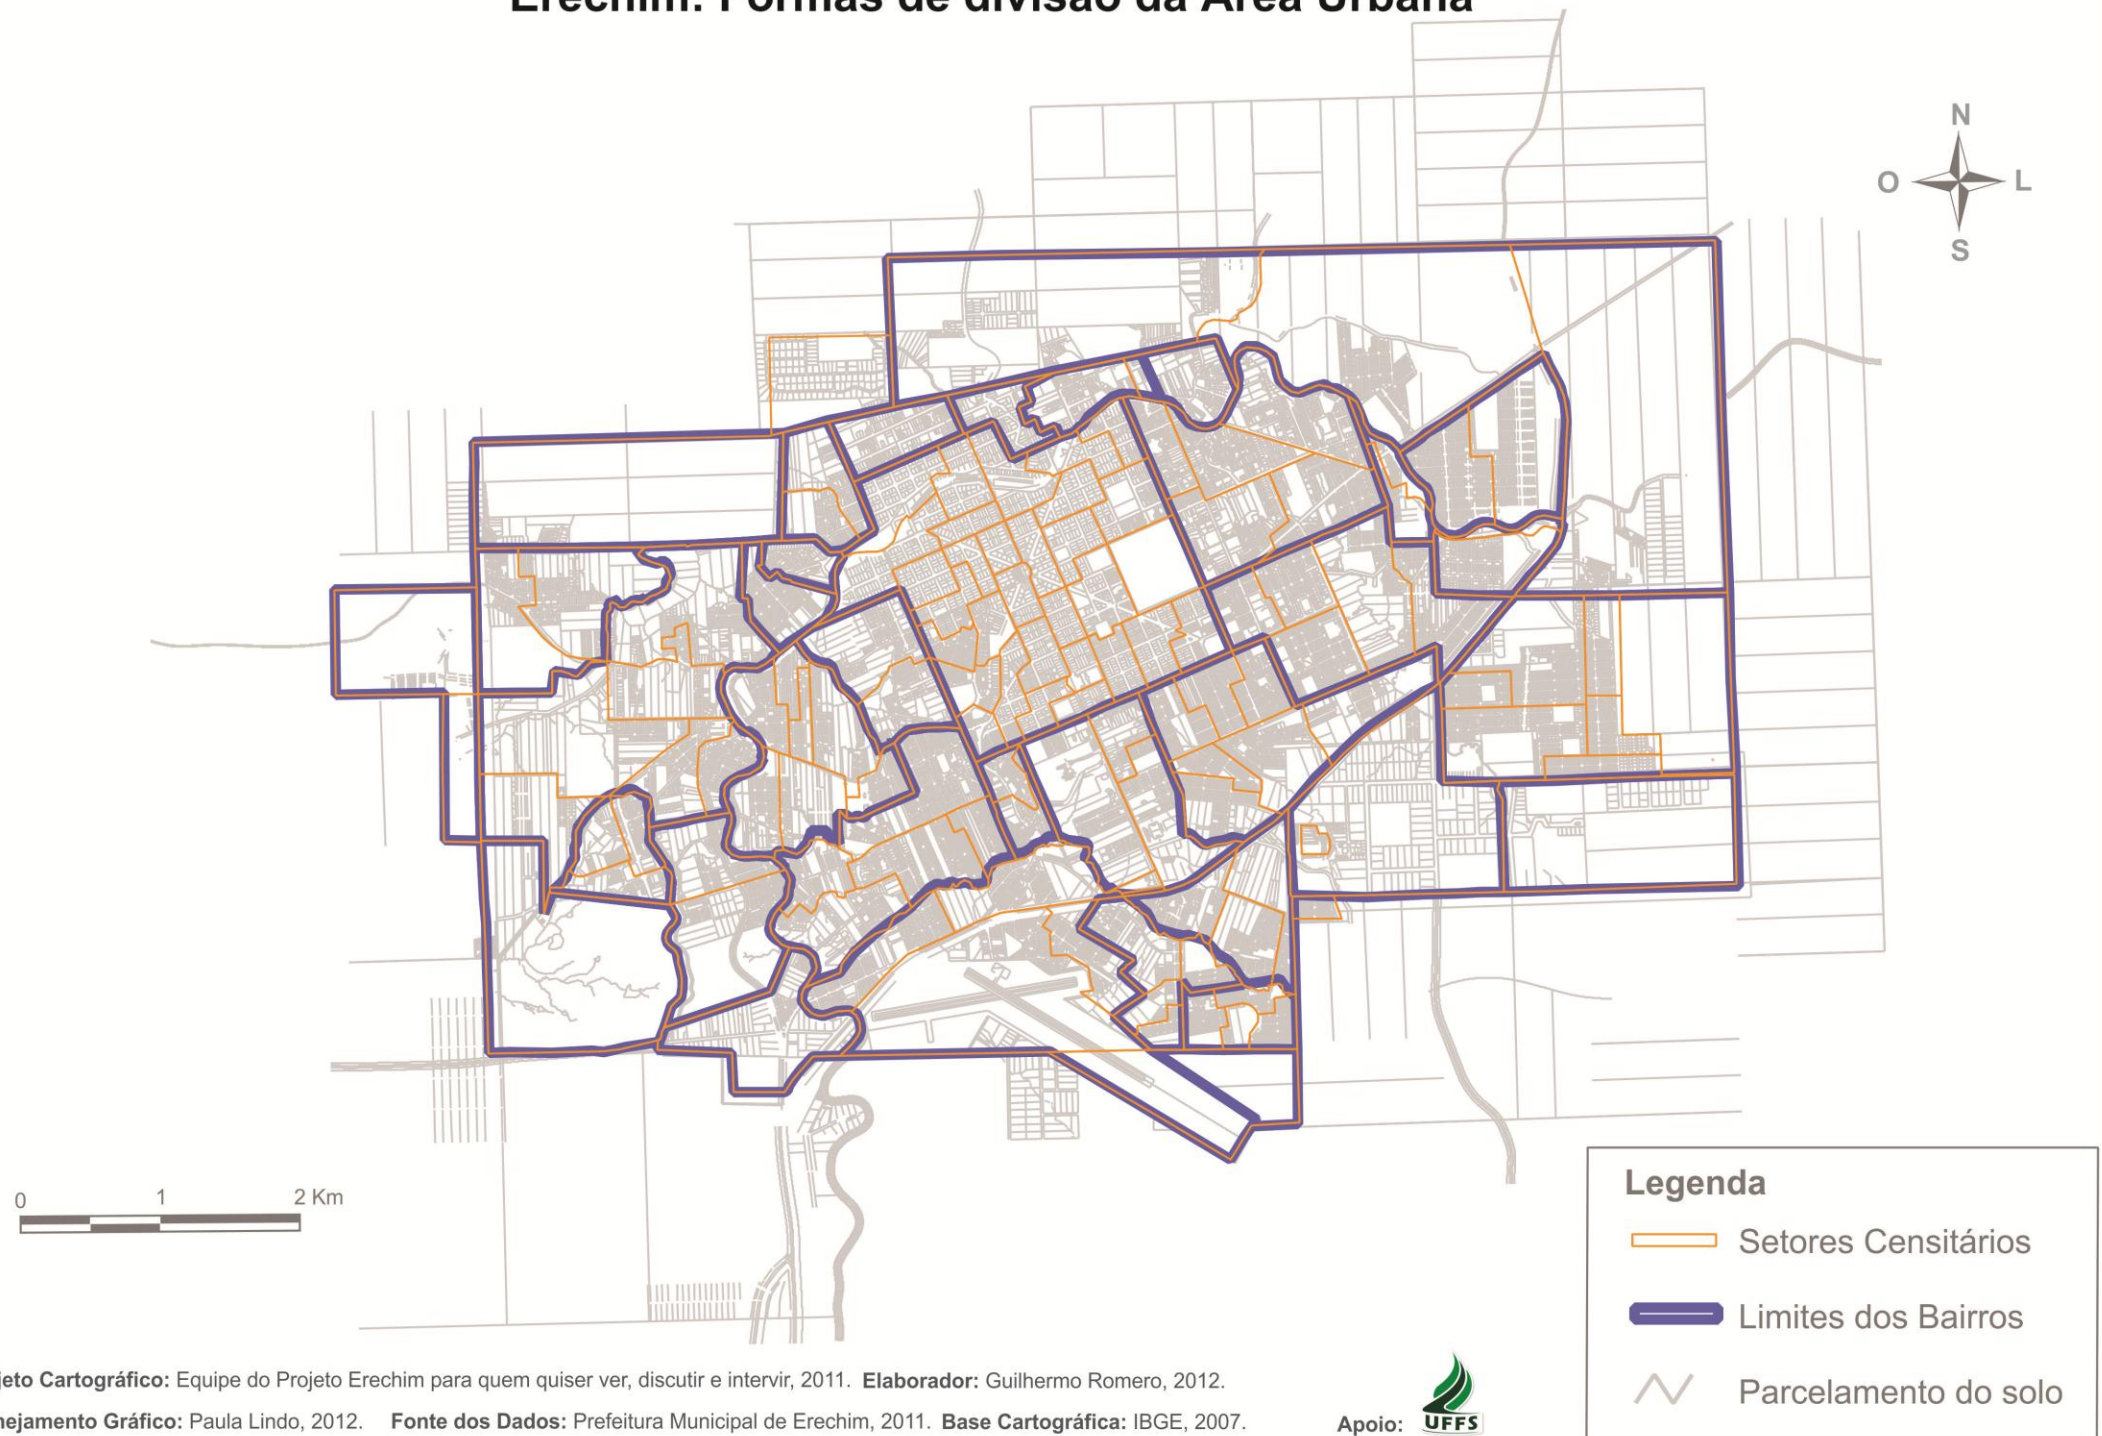 Erechim: Formas de divisão da Área Urbana
N
O
L
S
0 1 2 Km
Legenda
Setores Censitários
Limites dos Bairros
Parcelamento do solo
jeto Cartográfico: Equipe do Projeto Erechim para quem quiser ver, discutir e intervir, 2011. Elaborador: Guilhermo Romero, 2012.
nejamento Gráfico: Paula Lindo, 2012. Fonte dos Dados: Prefeitura Municipal de Erechim, 2011. Base Cartográfica: IBGE, 2007.
Apoio: UFFS